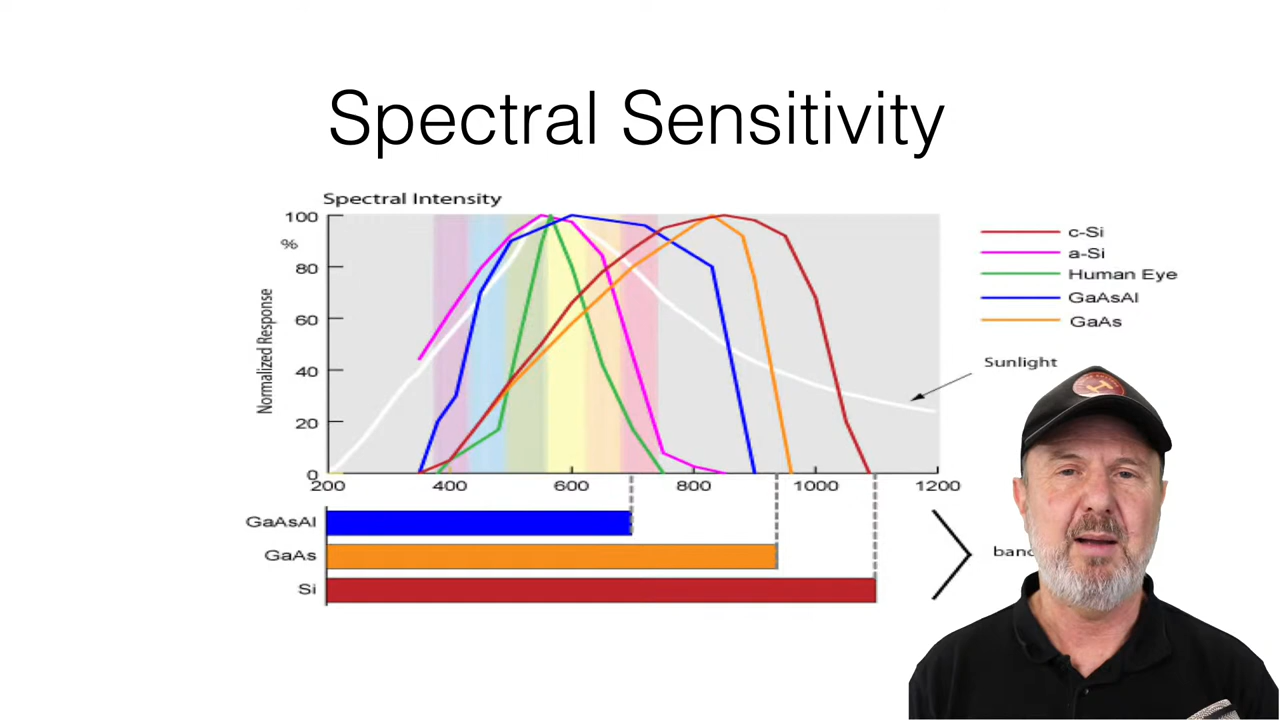 Spectral Sensitivity
Spectral Intensity
100
%
80
60
40
20
0
Normalized Response
200 400 600 800 1000 1200
c-Si
a-Si
Human Eye
GaAsAl
GaAs
Sunlight
GaAsAl
GaAs
Si